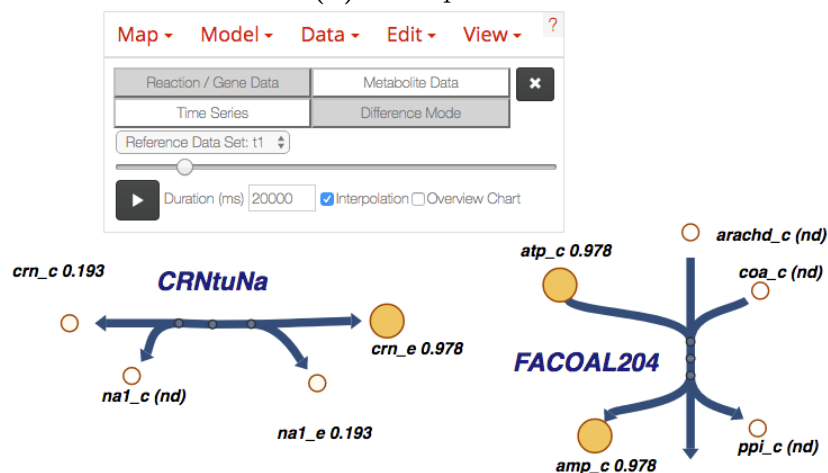 Map Model Data Edit View ?
Reaction / Gene Data Metabolite Data ×
Time Series Difference Mode
Reference Data Set: t1
Duration (ms) 20000 Interpolation Overview Chart
crn_c 0.193
CRNtuNa
crn_e 0.978
na1_c (nd)
na1_e 0.193
arachd_c (nd)
atp_c 0.978
coa_c (nd)
FACOAL204
ppi_c (nd)
amp_c 0.978